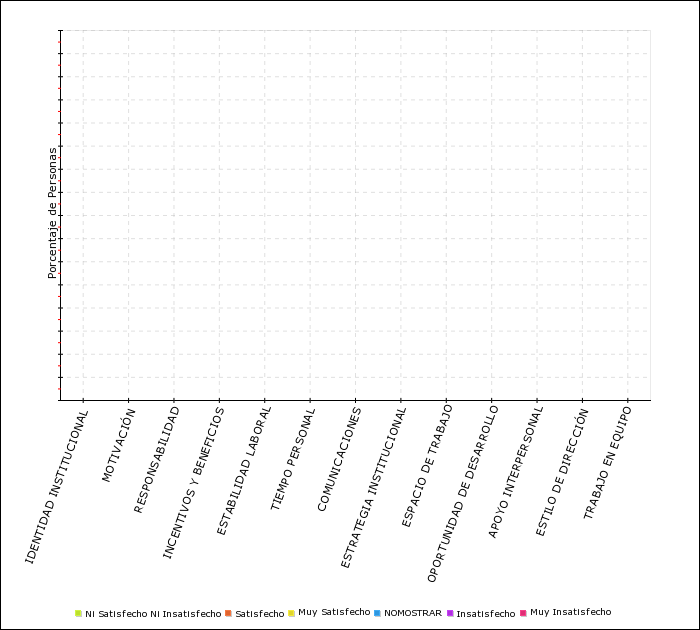 Porcentaje de Personas
IDENTIDAD INSTITUCIONAL
MOTIVACIÓN
RESPONSABILIDAD
INCENTIVOS Y BENEFICIOS
ESTABILIDAD LABORAL
TIEMPO PERSONAL
COMUNICACIONES
ESTRATEGIA INSTITUCIONAL
ESPACIO DE TRABAJO
OPORTUNIDAD DE DESARROLLO
APOYO INTERPERSONAL
ESTILO DE DIRECCIÓN
TRABAJO EN EQUIPO
Ni Satisfecho Ni Insatisfecho Satisfecho Muy Satisfecho NOMOSTRAR Insatisfecho Muy Insatisfecho